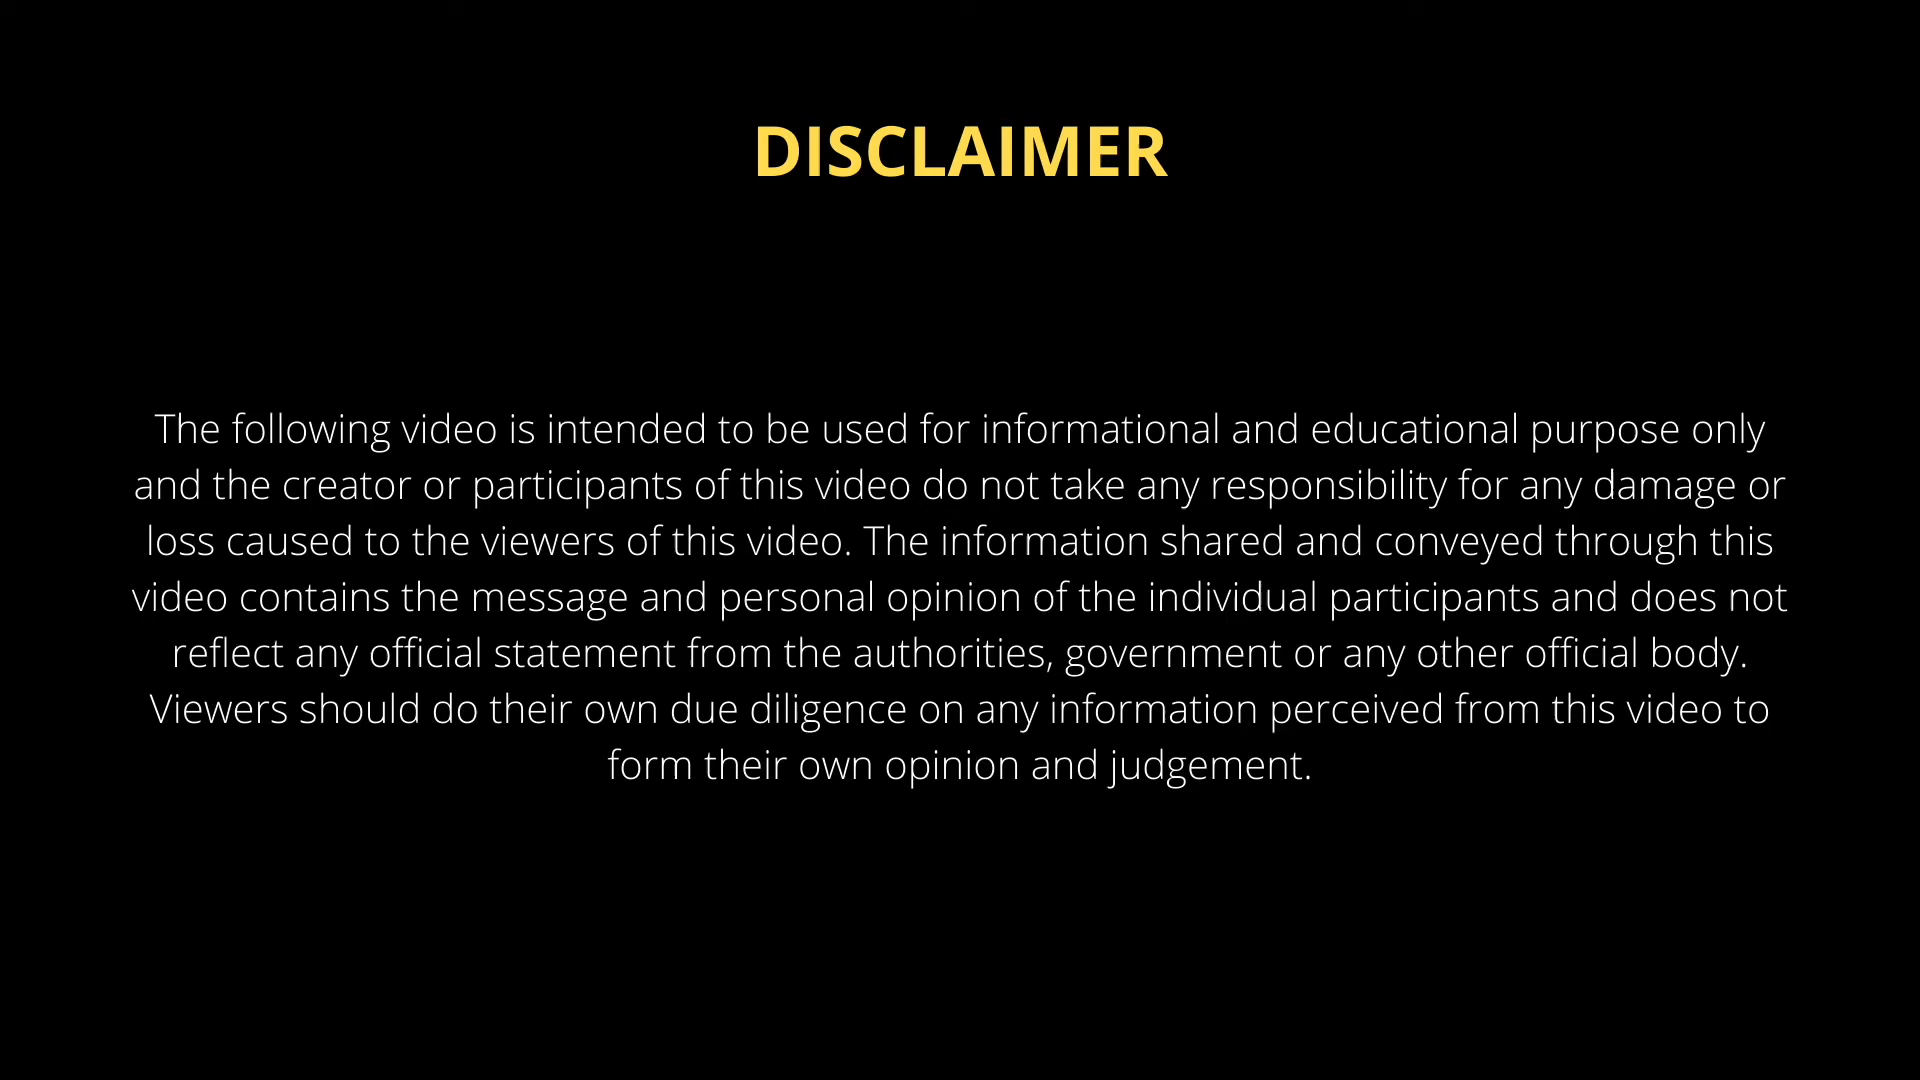 DISCLAIMER
The following video is intended to be used for informational and educational purpose only
and the creator or participants of this video do not take any responsibility for any damage or
loss caused to the viewers of this video. The information shared and conveyed through this
video contains the message and personal opinion of the individual participants and does not
reflect any official statement from the authorities, government or any other official body.
Viewers should do their own due diligence on any information perceived from this video to
form their own opinion and judgement.